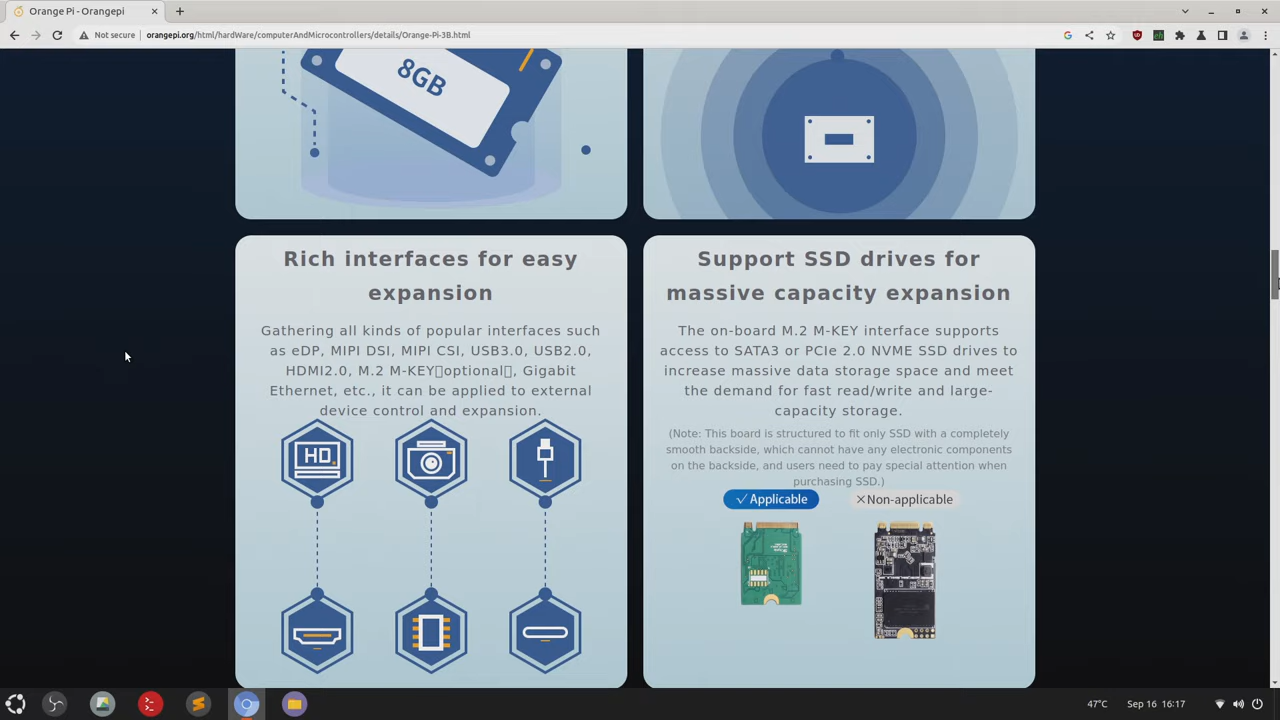 Orange Pi - Orangepi
Not secure
orangepi.org/html/hardWare/computerAndMicrocontrollers/details/Orange-Pi-3B.html
8GB
Rich interfaces for easy
expansion
Gathering all kinds of popular interfaces such
as eDP, MIPI DSI, MIPI CSI, USB3.0, USB2.0,
HDMI2.0, M.2 M-KEY▯optional▯, Gigabit
Ethernet, etc., it can be applied to external
device control and expansion.
HD
Support SSD drives for
massive capacity expansion
The on-board M.2 M-KEY interface supports
access to SATA3 or PCIe 2.0 NVME SSD drives to
increase massive data storage space and meet
the demand for fast read/write and large-
capacity storage.
(Note: This board is structured to fit only SSD with a completely
smooth backside, which cannot have any electronic components
on the backside, and users need to pay special attention when
purchasing SSD.)
✓ Applicable
×Non-applicable
47°C
Sep 16 16:17